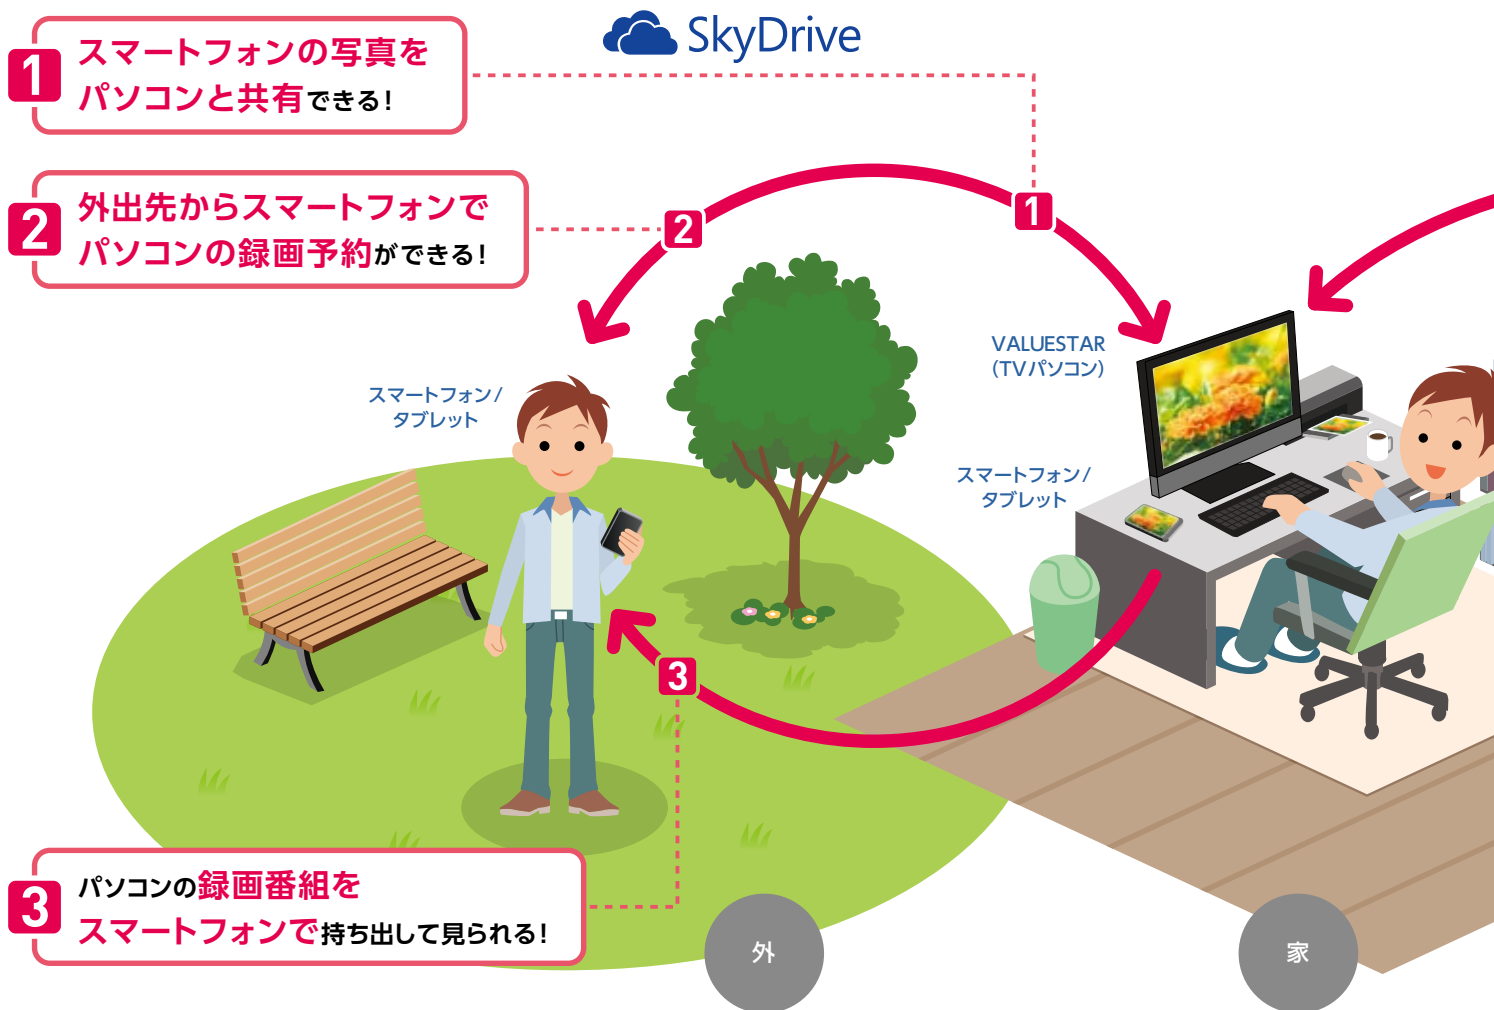 SkyDrive
1
スマートフォンの写真を
パソコンと共有できる!
2
外出先からスマートフォンで
パソコンの録画予約ができる!
1
2
VALUESTAR
(TVパソコン)
スマートフォン/
タブレット
スマートフォン/
タブレット
3
3
パソコンの録画番組を
スマートフォンで持ち出して見られる!
外
家